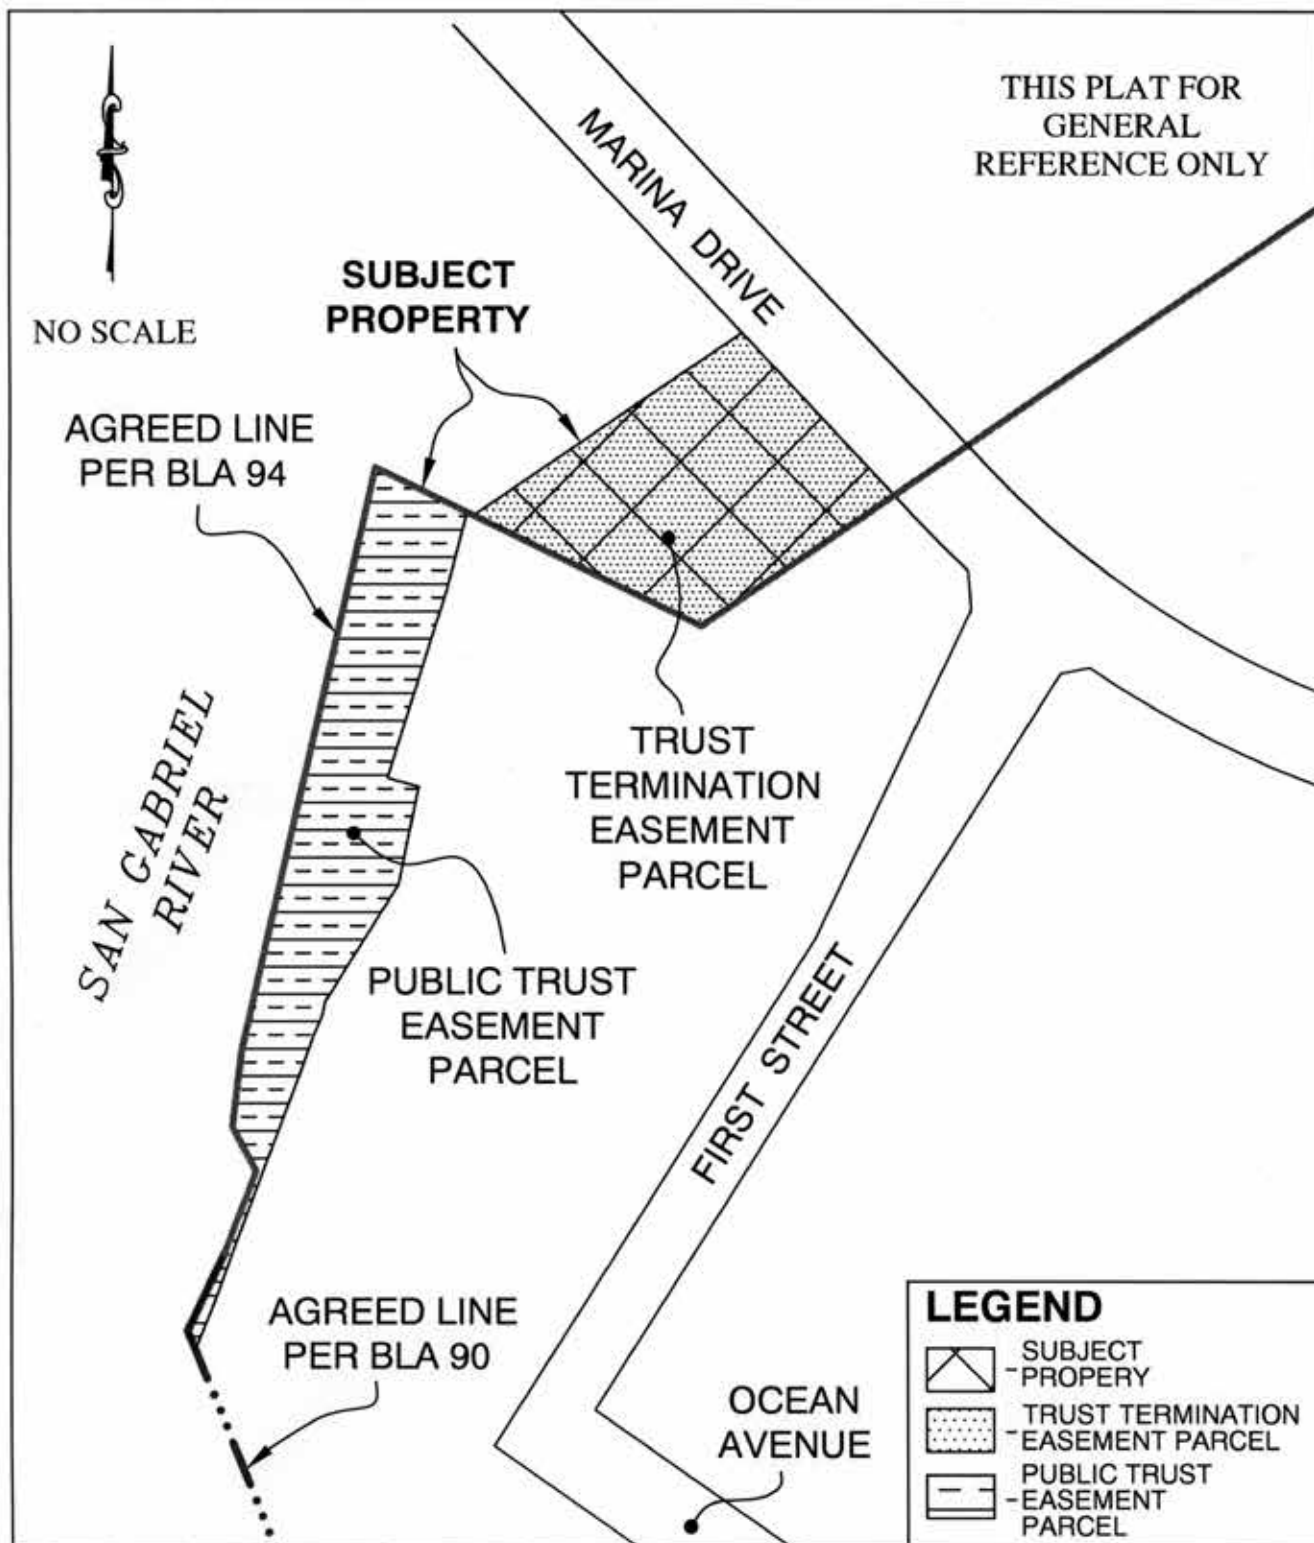 THIS PLAT FOR
GENERAL
REFERENCE ONLY
MARINA DRIVE
NO SCALE
SUBJECT
PROPERTY
AGREED LINE
PER BLA 94
SAN GABRIEL
RIVER
TRUST
TERMINATION
EASEMENT
PARCEL
PUBLIC TRUST
EASEMENT
PARCEL
FIRST STREET
AGREED LINE
PER BLA 90
OCEAN
AVENUE
LEGEND
- SUBJECT
PROPERY
- TRUST TERMINATION
EASEMENT PARCEL
- PUBLIC TRUST
EASEMENT
PARCEL